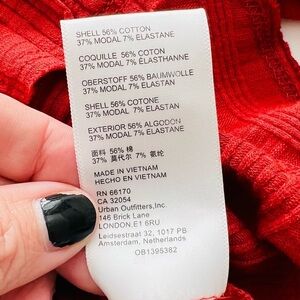 SHELL 56% COTTON
37% MODAL 7% ELASTANE
COQUILLE 56% COTON
37% MODAL 7% ÉLASTHANNE
OBERSTOFF 56% BAUMWOLLE
37% MODAL 7% ELASTAN
SHELL 56% COTONE
37% MODAL 7% ELASTAN
EXTERIOR 56% ALGODON
37% MODAL 7% ELASTANE
面料 56% 棉
37% 莫代尔 7% 氨纶
MADE IN VIETNAM
HECHO EN VIETNAM
RN 66170
CA 32054
Urban Outfitters,Inc.
146 Brick Lane
LONDON,E1 6RU
Leidsestraat 32, 1017 PB
Amsterdam, Netherlands
OB1395382